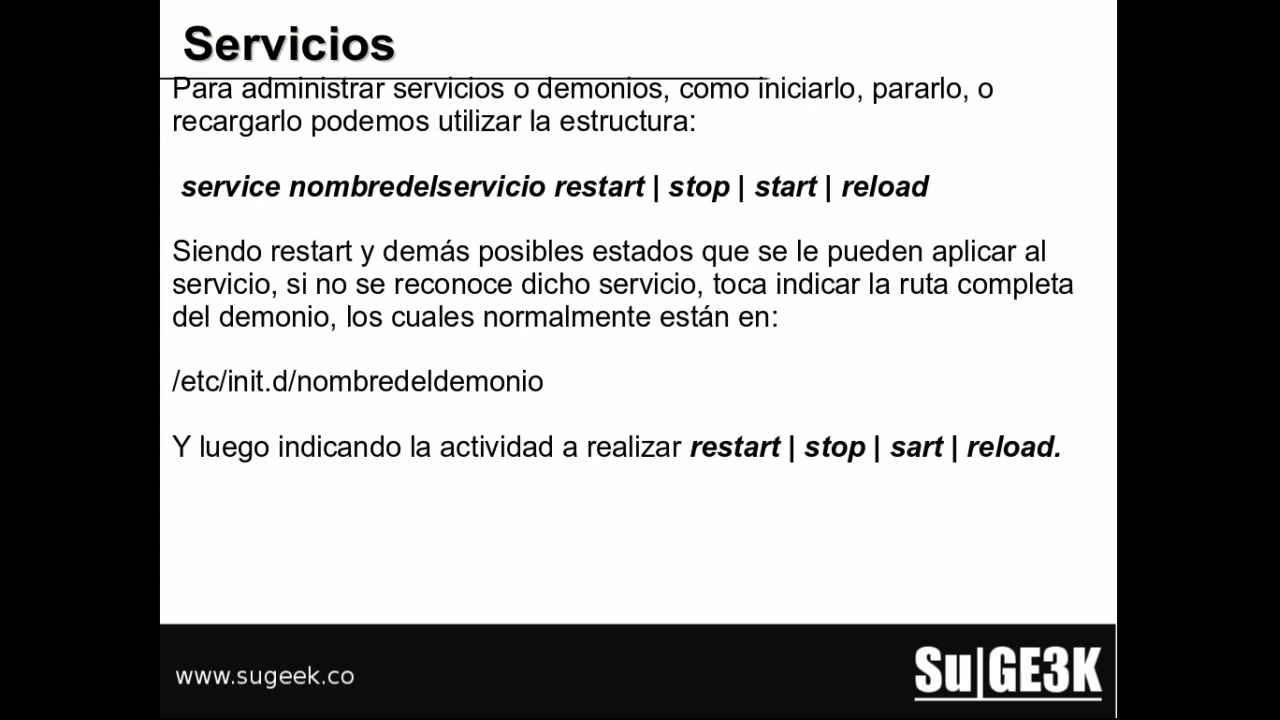 Servicios
Para administrar servicios o demonios, como iniciarlo, pararlo, o
recargarlo podemos utilizar la estructura:
service nombredelservicio restart | stop | start | reload
Siendo restart y demás posibles estados que se le pueden aplicar al
servicio, si no se reconoce dicho servicio, toca indicar la ruta completa
del demonio, los cuales normalmente están en:
/etc/init.d/nombredeldemonio
Y luego indicando la actividad a realizar restart | stop | sart | reload.
www.sugeek.co
Su|GE3K